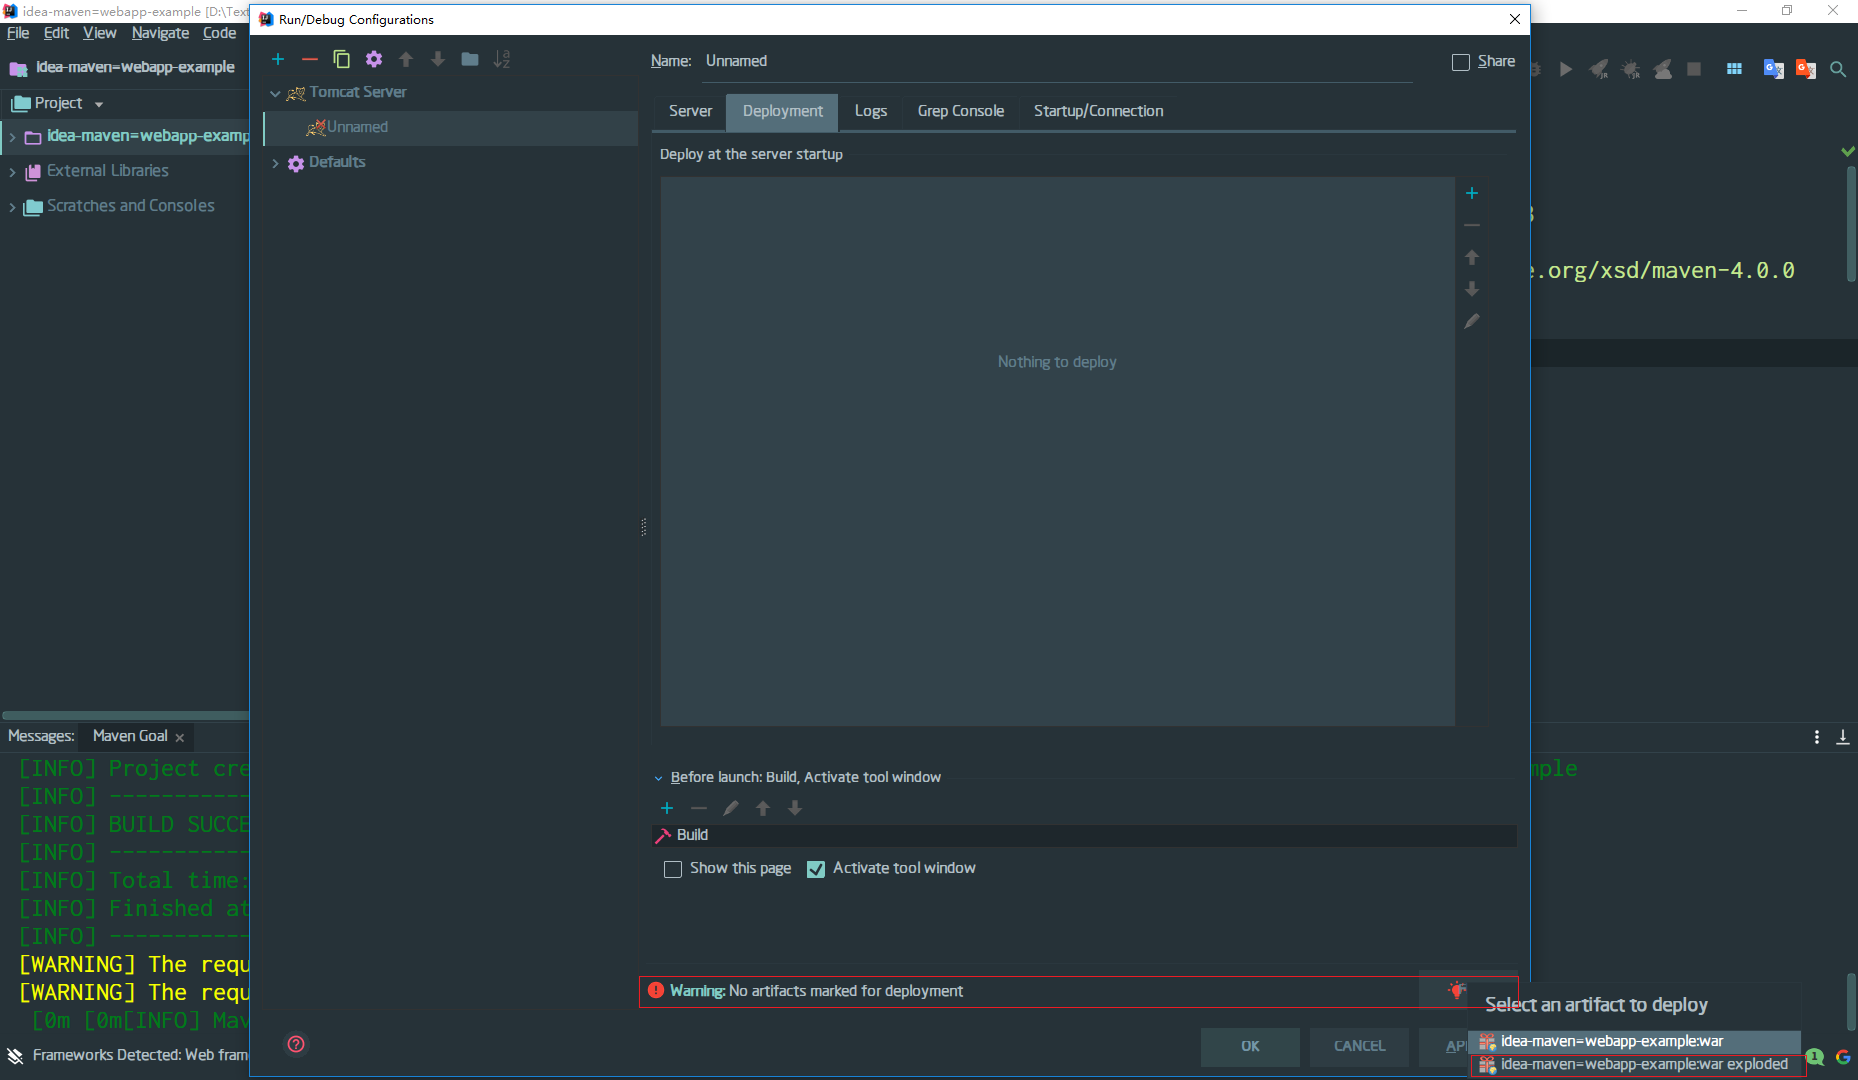 idea-maven=webapp-example [D:\Text
Run/Debug Configurations
File Edit View Navigate Code
idea-maven=webapp-example
Name: Unnamed
Share
Project
Tomcat Server
Unnamed
Defaults
Server Deployment Logs Grep Console Startup/Connection
idea-maven=webapp-examp
External Libraries
Scratches and Consoles
Deploy at the server startup
Nothing to deploy
e.org/xsd/maven-4.0.0
Messages: Maven Goal
[INFO] Project cre
mple
[INFO] -----------
[INFO] BUILD SUCCE
[INFO] -----------
[INFO] Total time:
[INFO] Finished at
[INFO] -----------
[WARNING] The requ
[WARNING] The requ
[0m [0m[INFO] Mav
Before launch: Build, Activate tool window
Build
Show this page Activate tool window
Warning: No artifacts marked for deployment
Select an artifact to deploy
idea-maven=webapp-example:war
idea-maven=webapp-example:war exploded
OK CANCEL AP
Frameworks Detected: Web fram
1